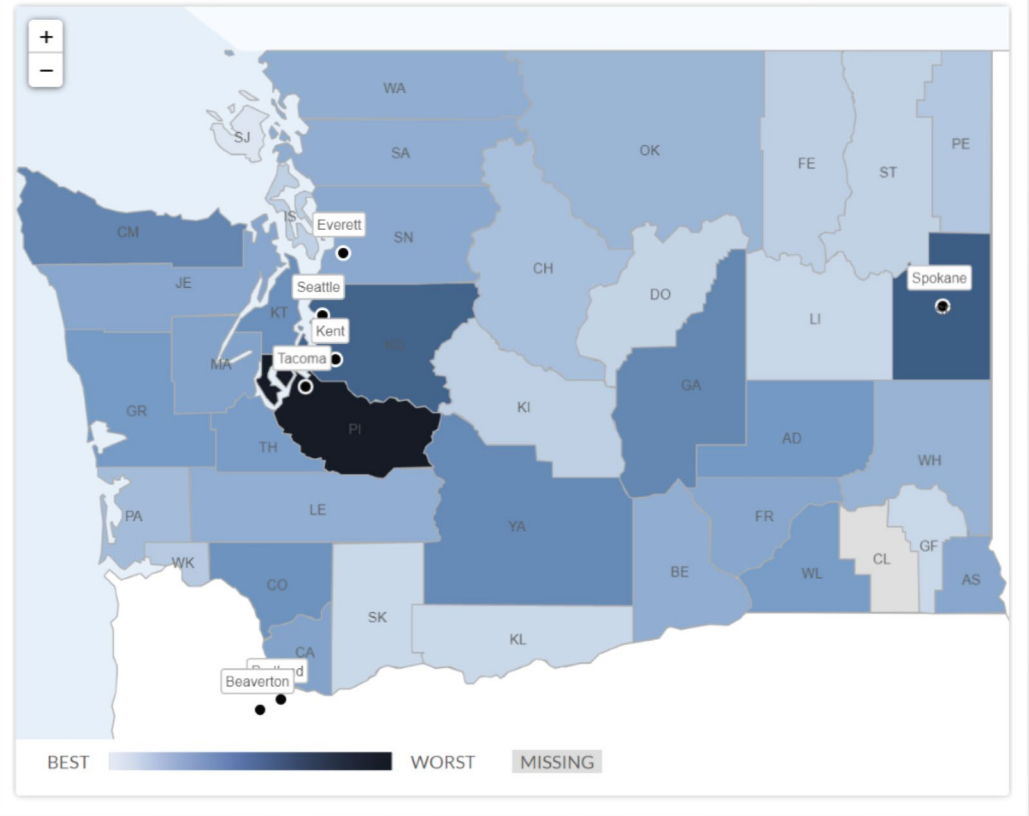 +
−
WA
SJ
SA
OK
PE
FE
ST
IS
Everett
CM
SN
CH
Spokane
JE
Seattle
DO
KT
LI
Kent
Tacoma
MA
GA
GR
KI
PI
AD
TH
WH
LE
PA
YA
FR
WK
GF
CL
BE
WL
AS
CO
SK
KL
CA
Beaverton
BEST
WORST
MISSING